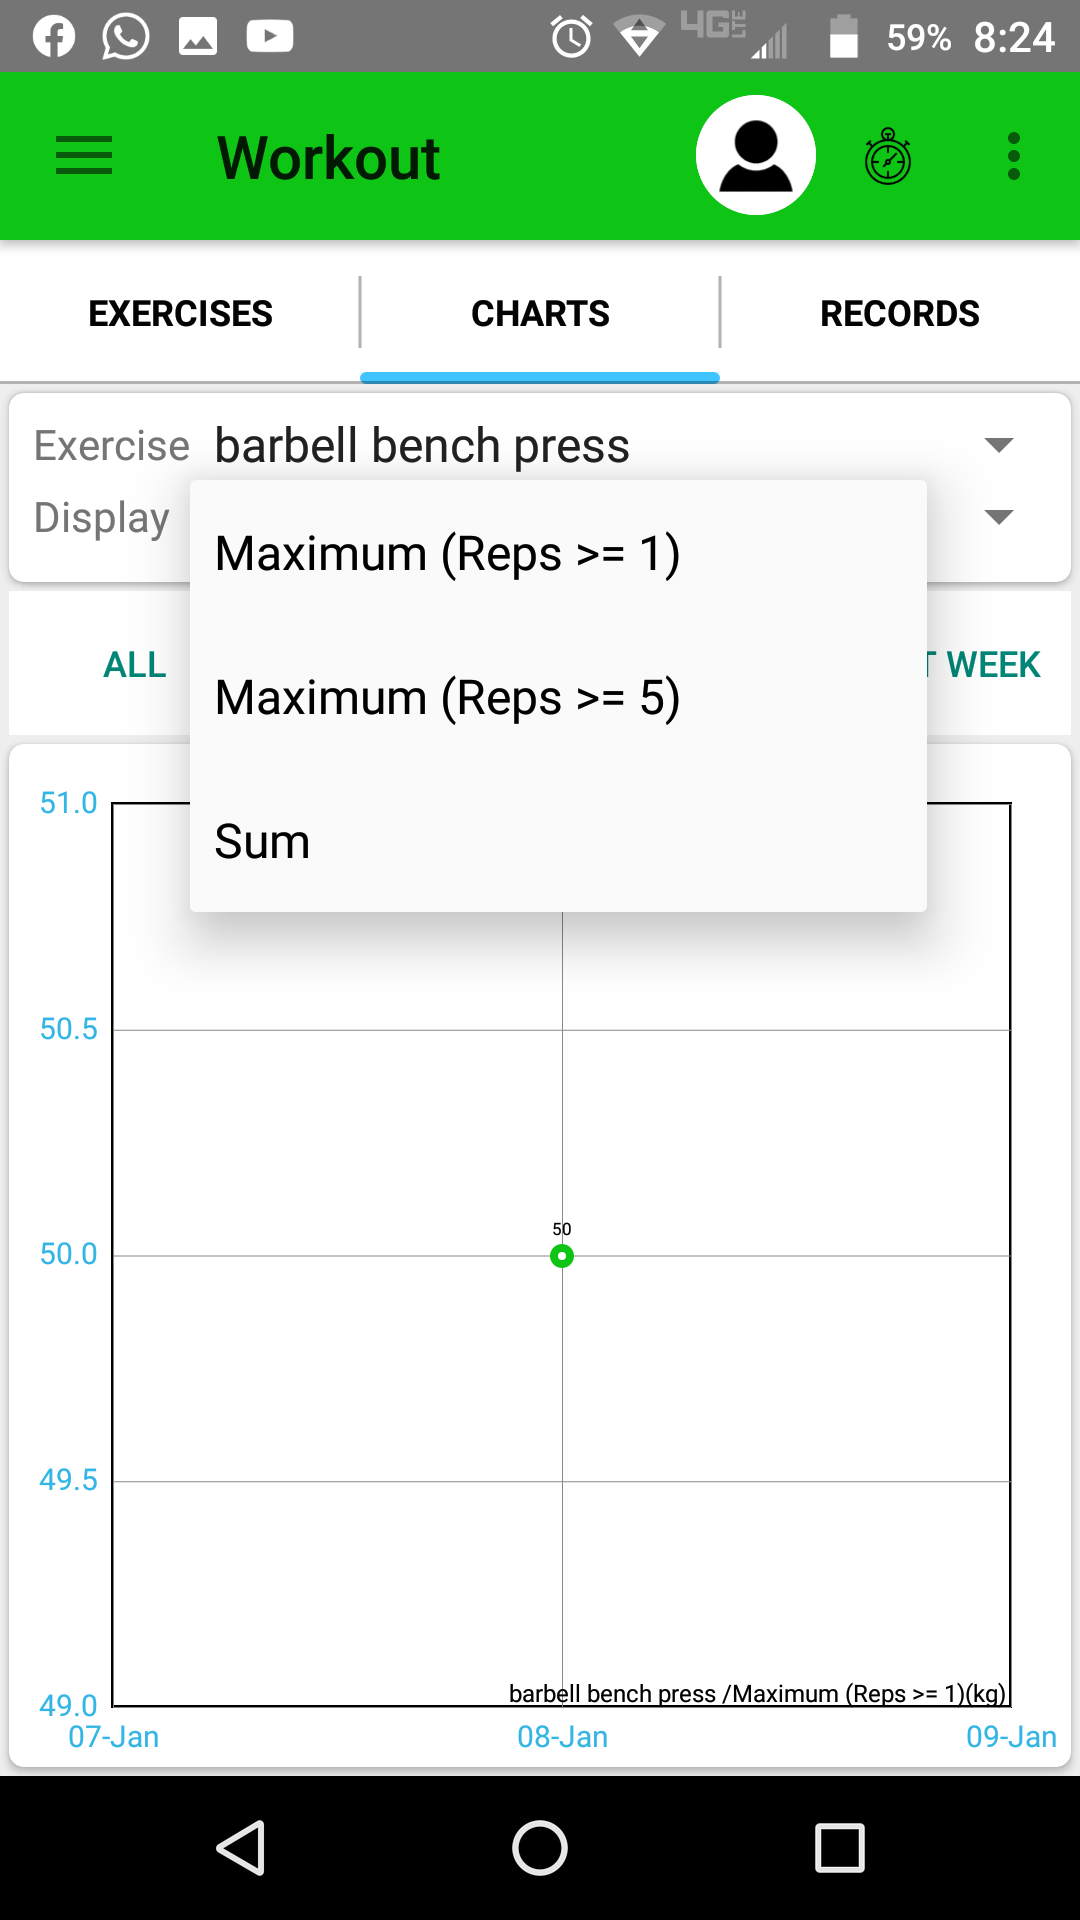 4G LTE 59% 8:24
Workout
EXERCISES CHARTS RECORDS
Exercise barbell bench press
Display
Maximum (Reps >= 1)
Maximum (Reps >= 5)
Sum
ALL T WEEK
51.0
50.5
50
50.0
49.5
barbell bench press /Maximum (Reps >= 1)(kg)
49.0
07-Jan 08-Jan 09-Jan